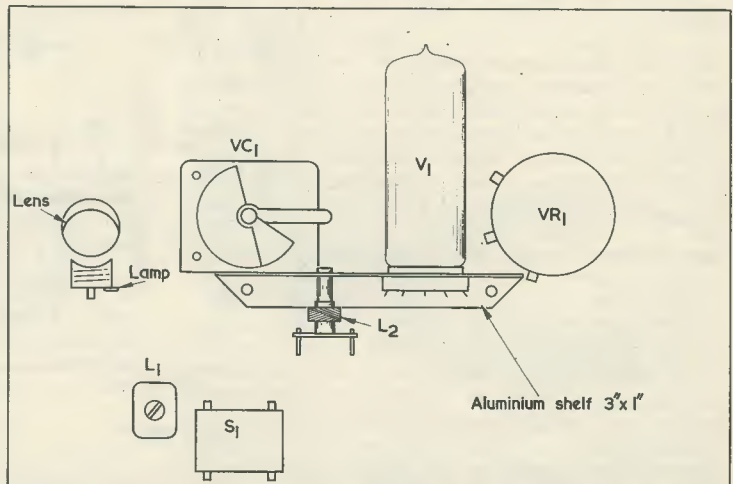 VC1
V1
VR1
Lens
Lamp
L2
L1
S1
Aluminium shelf 3"x 1"